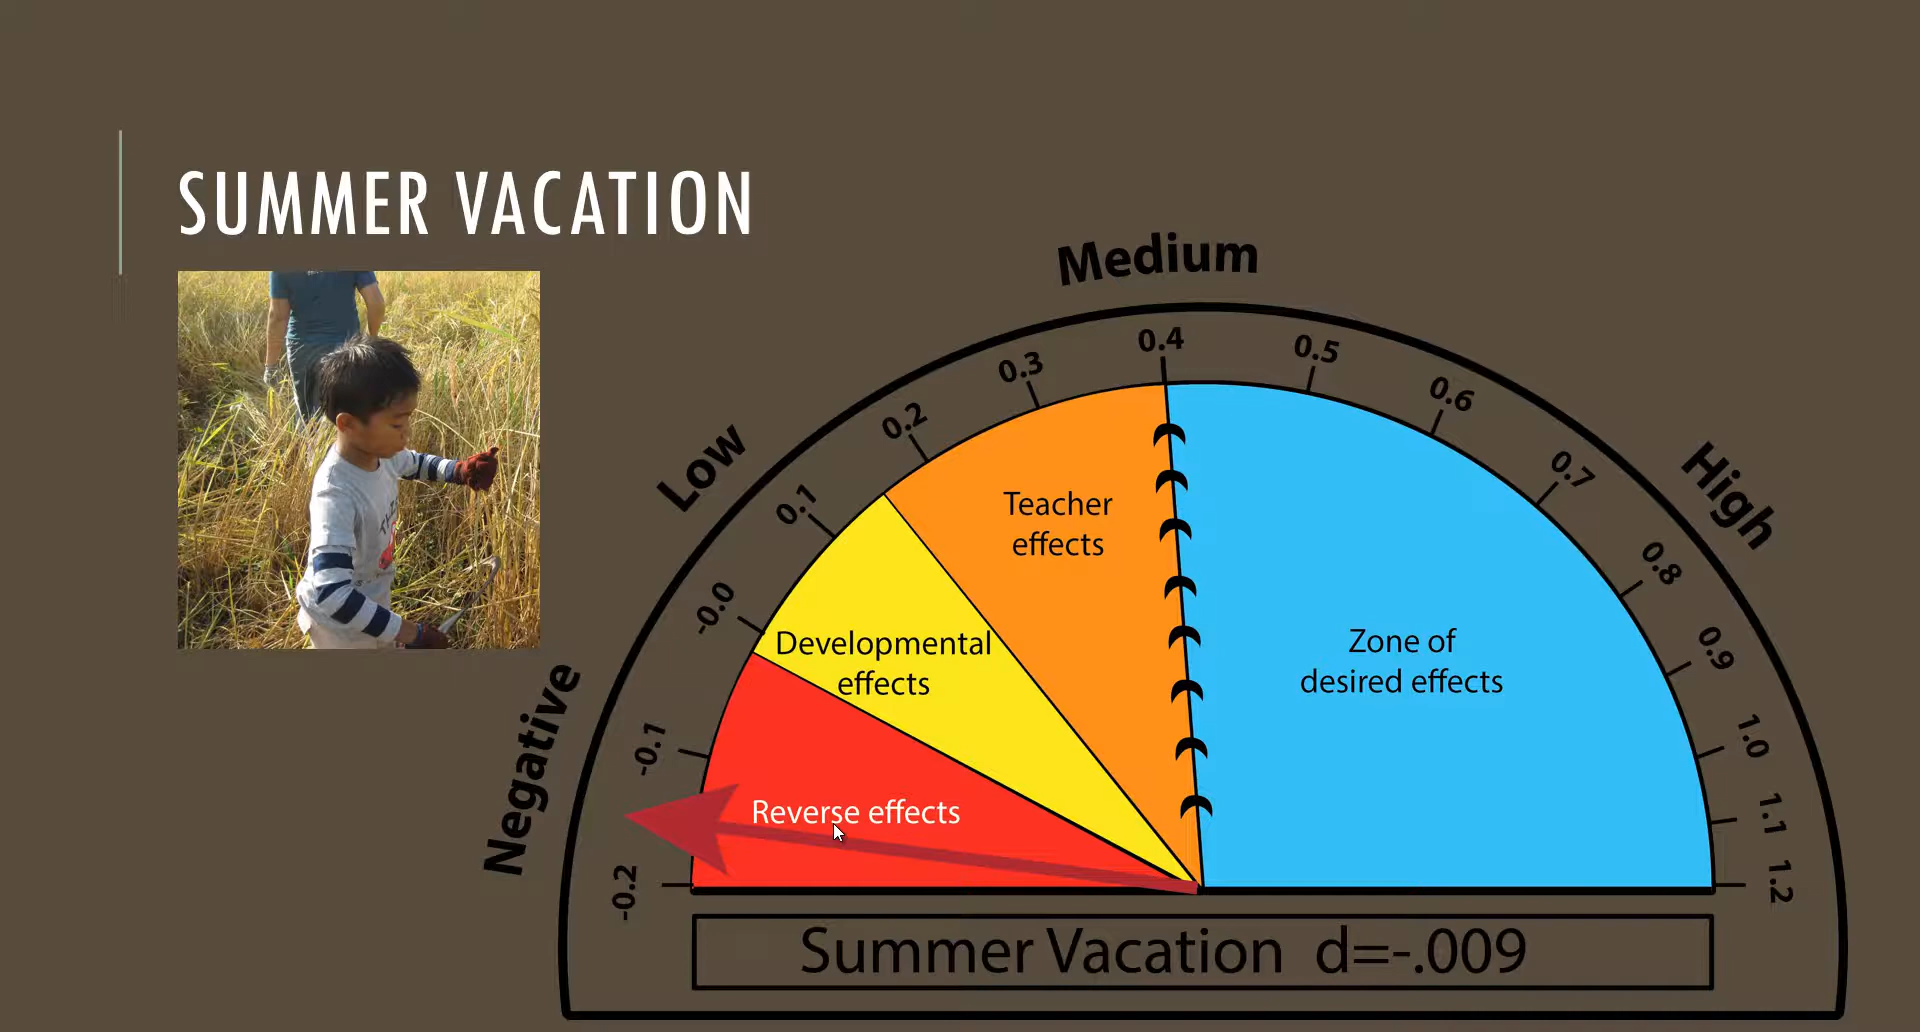 SUMMER VACATION
Medium
Low
High
Negative
-0.2
-0.1
-0.0
0.1
0.2
0.3
0.4
0.5
0.6
0.7
0.8
0.9
1.0
1.1
1.2
Teacher
effects
Developmental
effects
Zone of
desired effects
Reverse effects
Summer Vacation d=-.009